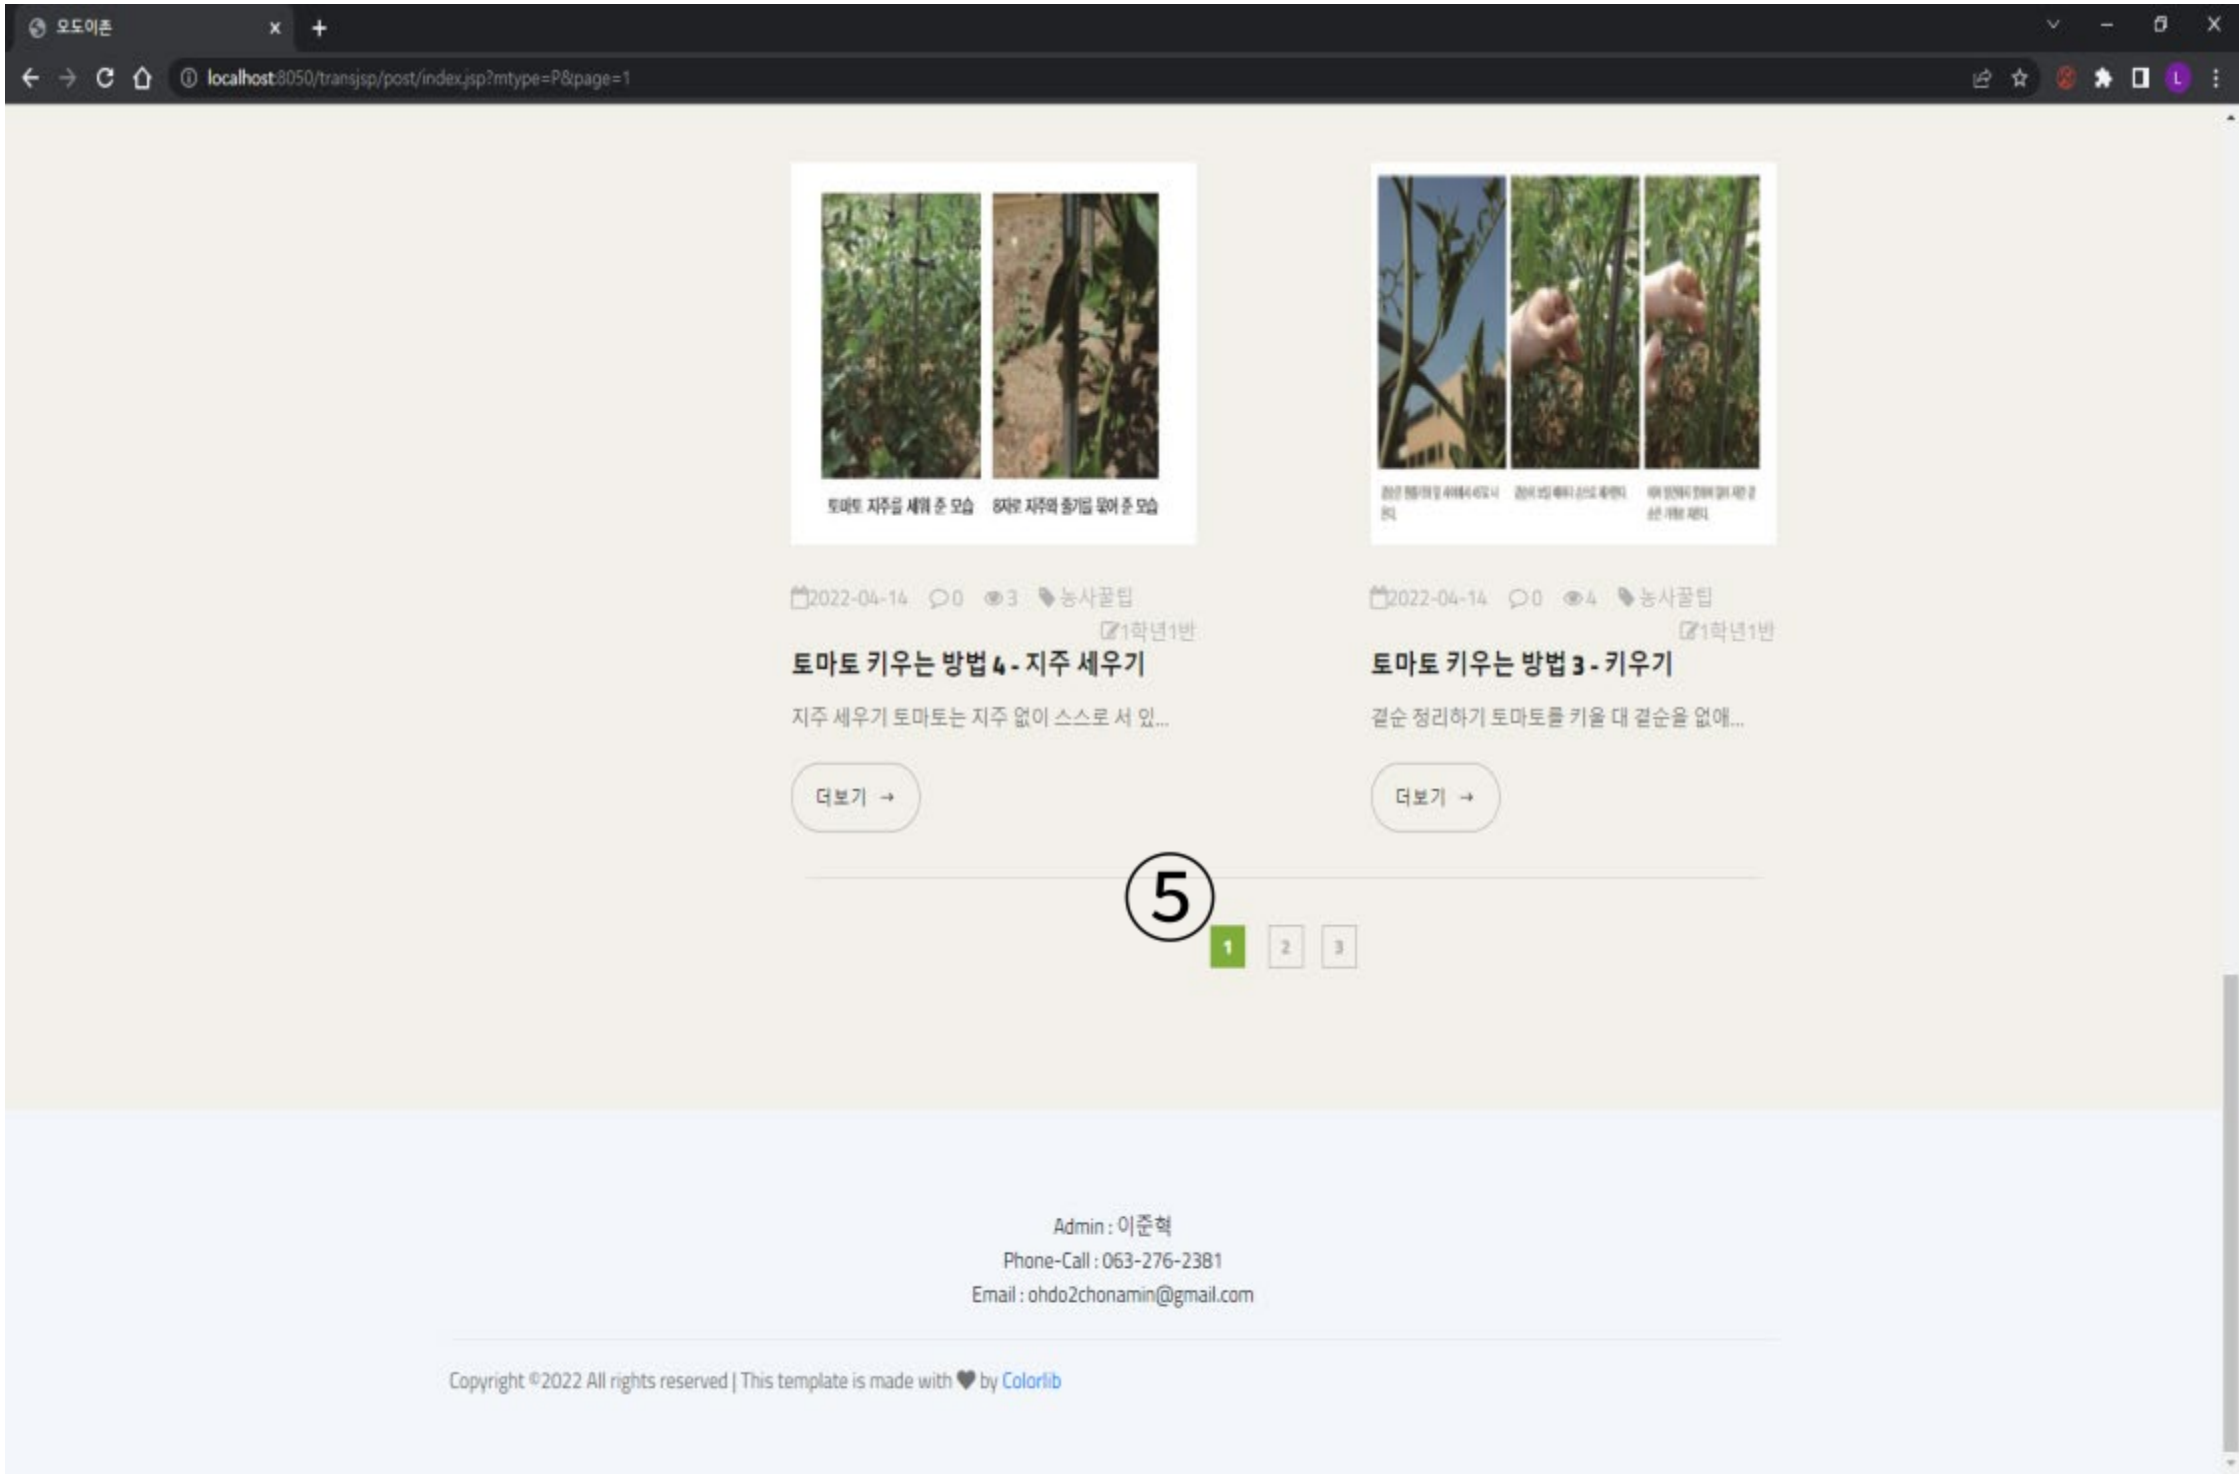 오도이촌
localhost:8050/transjsp/post/index.jsp?mtype=P&page=1
L
토마토 지주를 세워 준 모습 8자로 지주와 줄기를 묶어 준 모습
2022-04-14 0 3 농사꿀팁
1학년1반
토마토 키우는 방법 4 - 지주 세우기
지주 세우기 토마토는 지주 없이 스스로 서 있...
더보기 →
2022-04-14 0 4 농사꿀팁
1학년1반
토마토 키우는 방법 3 - 키우기
곁순 정리하기 토마토를 키울 대 곁순을 없애...
더보기 →
⑤
1 2 3
Admin : 이준혁
Phone-Call : 063-276-2381
Email : ohdo2chonamin@gmail.com
Copyright ©2022 All rights reserved | This template is made with ♥ by Colorlib